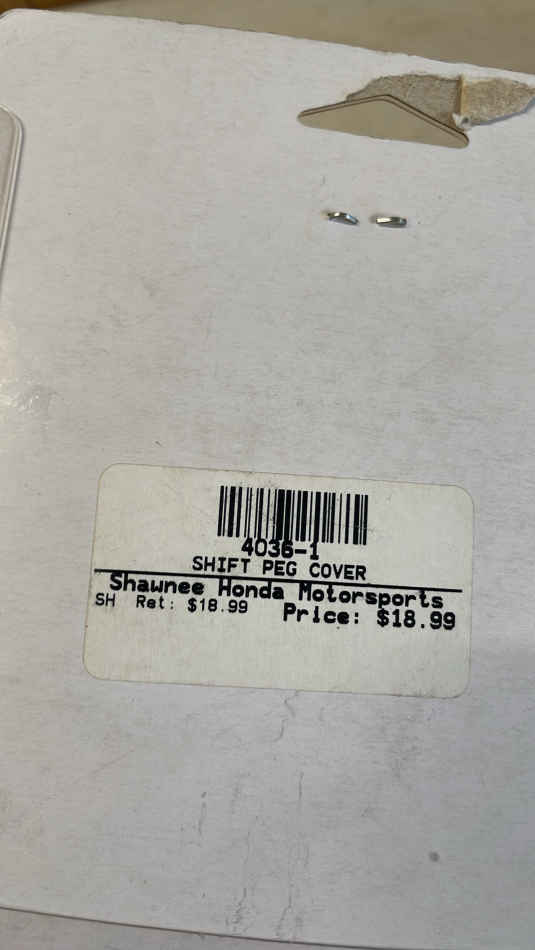 4036-1
SHIFT PEG COVER
Shawnee Honda Motorsports
SH Ret: $18.99 Price: $18.99